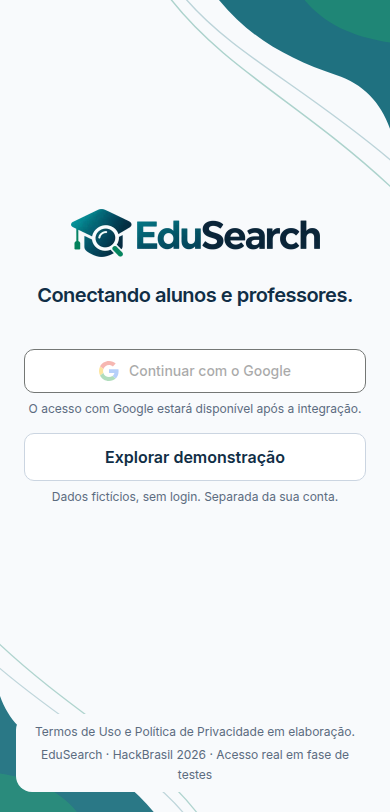 EduSearch
Conectando alunos e professores.
Continuar com o Google
O acesso com Google estará disponível após a integração.
Explorar demonstração
Dados fictícios, sem login. Separada da sua conta.
Termos de Uso e Política de Privacidade em elaboração.
EduSearch · HackBrasil 2026 · Acesso real em fase de
testes